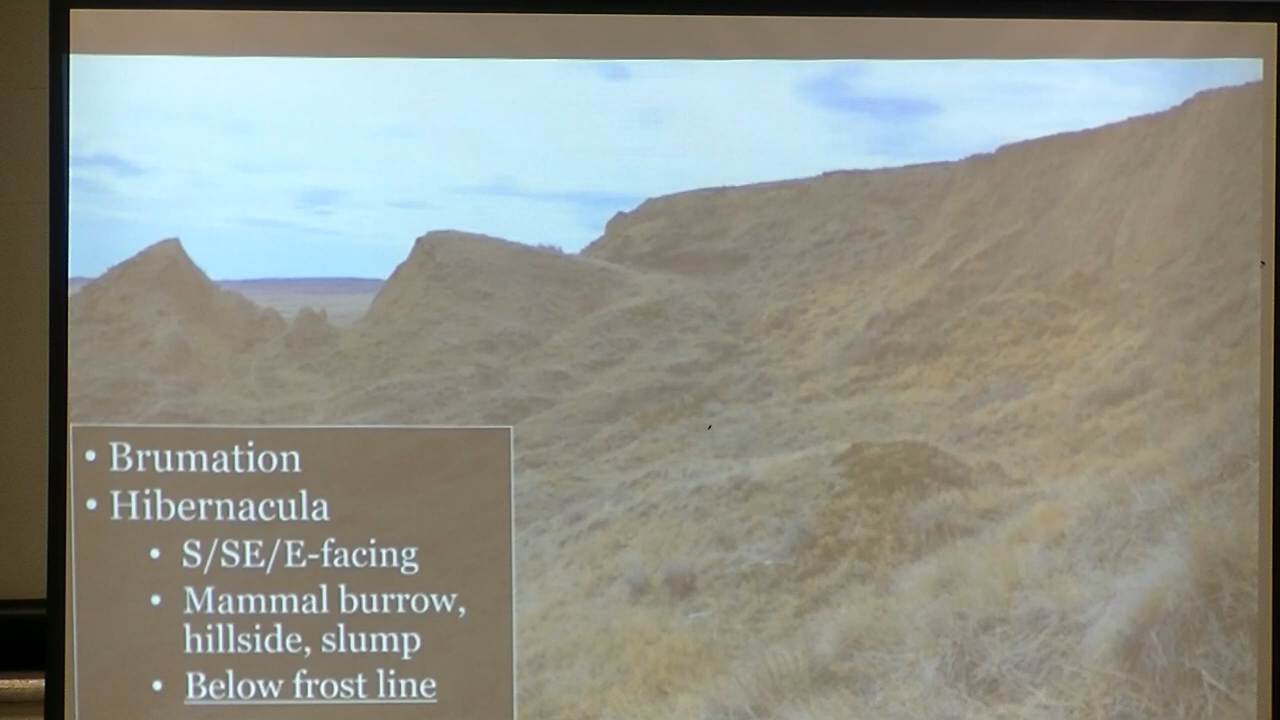 • Brumation
• Hibernacula
• S/SE/E-facing
• Mammal burrow,
hillside, slump
• Below frost line